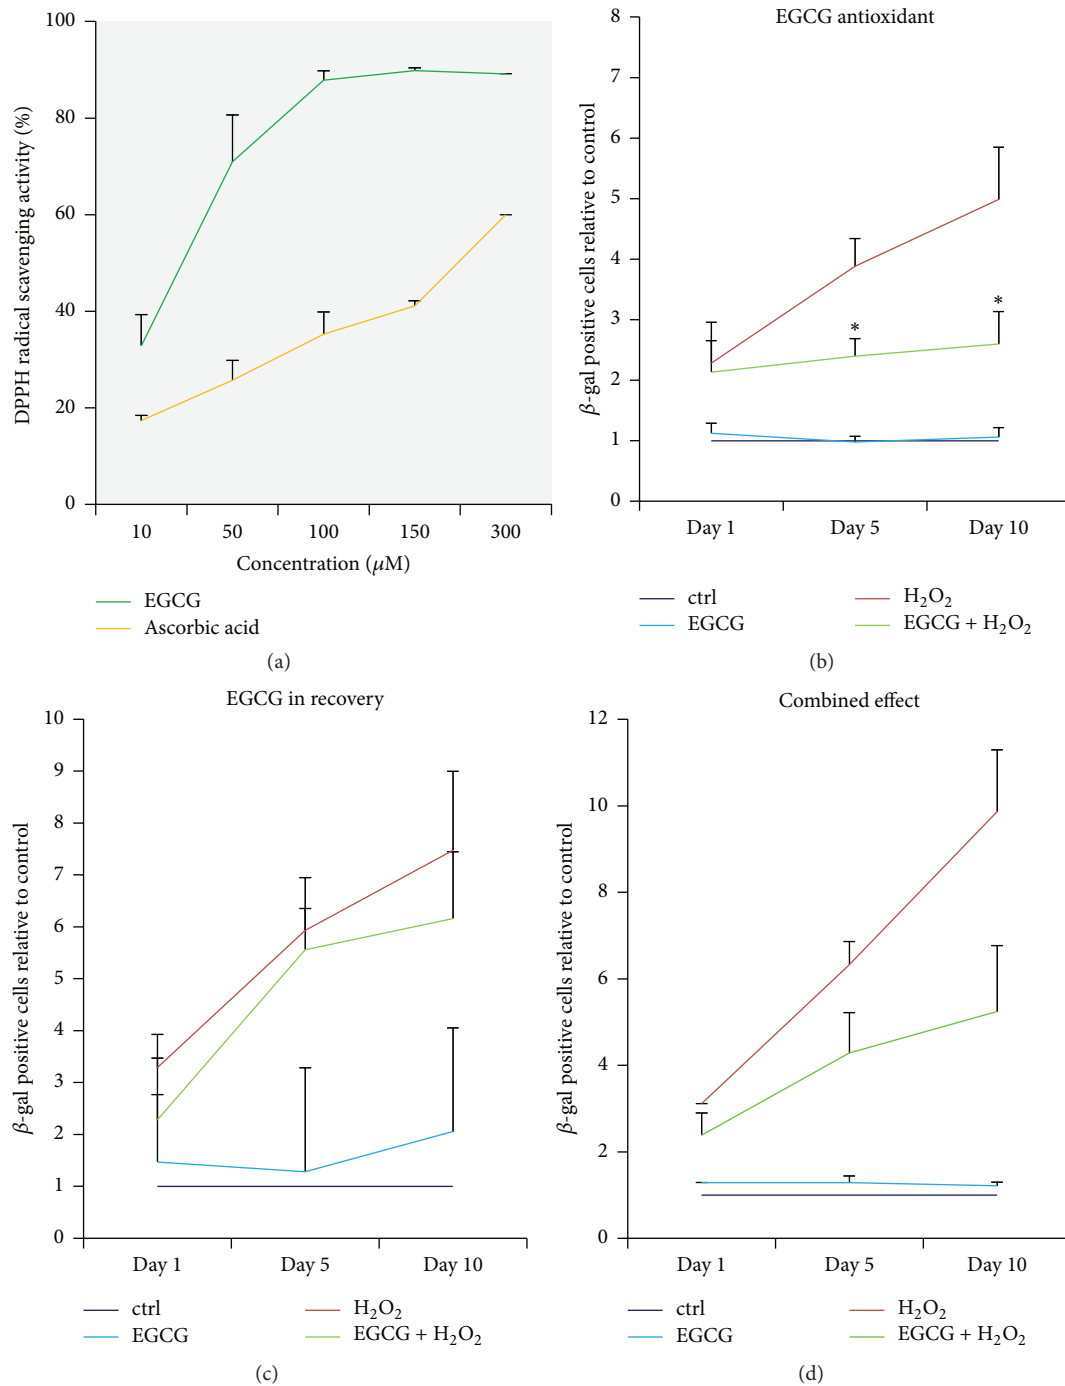 (a)
DPPH radical scavenging activity (%)
100
80
60
40
20
0
10 50 100 150 300
Concentration (μM)
EGCG
Ascorbic acid
EGCG antioxidant
β-gal positive cells relative to control
8
7
6
5
4
3
2
1
0
*
*
Day 1 Day 5 Day 10
ctrl
EGCG
H₂O₂
EGCG + H₂O₂
(b)
EGCG in recovery
β-gal positive cells relative to control
10
9
8
7
6
5
4
3
2
1
0
Day 1 Day 5 Day 10
ctrl
EGCG
H₂O₂
EGCG + H₂O₂
(c)
Combined effect
β-gal positive cells relative to control
12
10
8
6
4
2
0
Day 1 Day 5 Day 10
ctrl
EGCG
H₂O₂
EGCG + H₂O₂
(d)